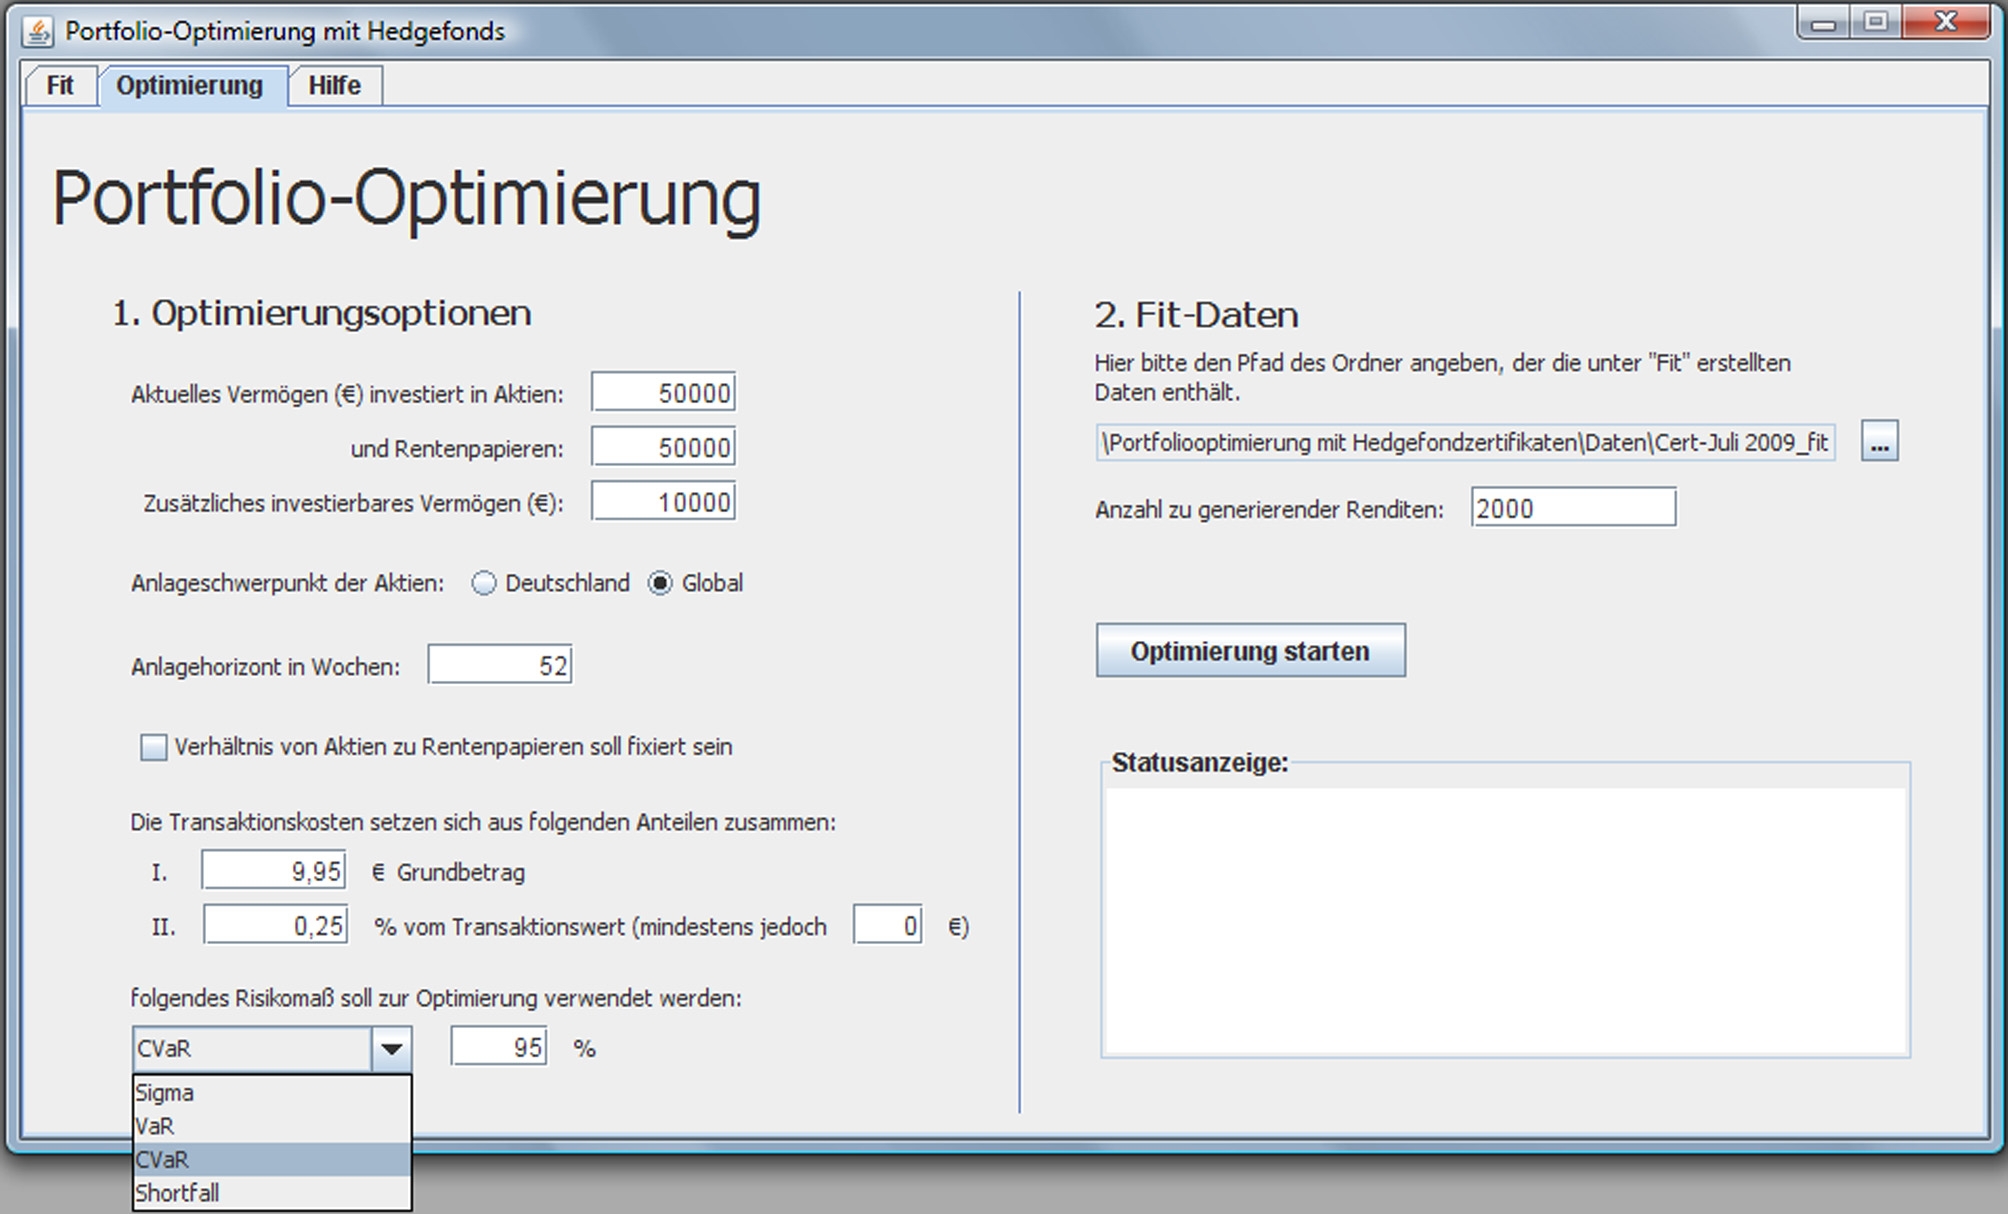 Portfolio-Optimierung mit Hedgefonds
Fit Optimierung Hilfe
Portfolio-Optimierung
1. Optimierungsoptionen
Aktuelles Vermögen (€) investiert in Aktien: 50000
und Rentenpapieren: 50000
Zusätzliches investierbares Vermögen (€): 10000
Anlageschwerpunkt der Aktien: Deutschland Global
Anlagehorizont in Wochen: 52
Verhältnis von Aktien zu Rentenpapieren soll fixiert sein
Die Transaktionskosten setzen sich aus folgenden Anteilen zusammen:
I. 9,95 € Grundbetrag
II. 0,25 % vom Transaktionswert (mindestens jedoch 0 €)
folgendes Risikomaß soll zur Optimierung verwendet werden:
CVaR 95 %
Sigma
VaR
CVaR
Shortfall
2. Fit-Daten
Hier bitte den Pfad des Ordner angeben, der die unter "Fit" erstellten
Daten enthält.
\Portfoliooptimierung mit Hedgefondzertifikaten\Daten\Cert-Juli 2009_fit ...
Anzahl zu generierender Renditen: 2000
Optimierung starten
Statusanzeige: